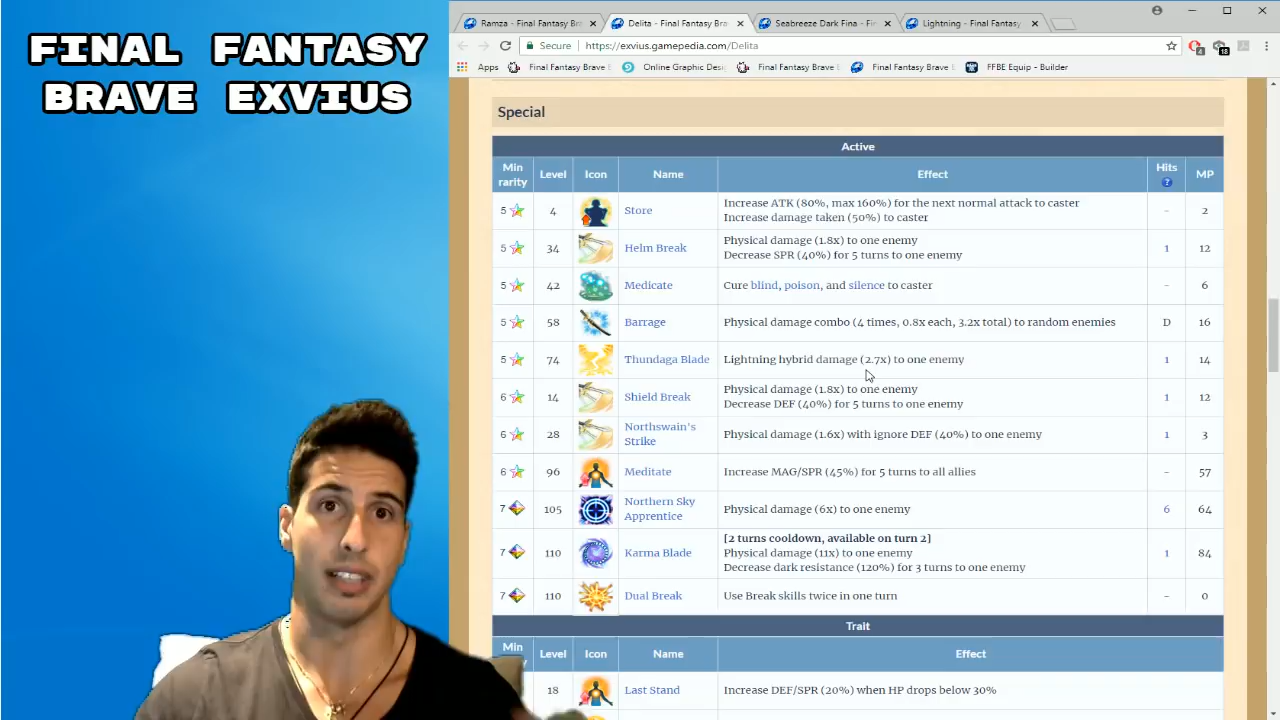 FINAL FANTASY
BRAVE EXVIUS
Ramza - Final Fantasy Bra
Delita - Final Fantasy Bra
Seabreeze Dark Fina - Fin
Lightning - Final Fantasy
Secure
https://exvius.gamepedia.com/Delita
Apps
Final Fantasy Brave E
Online Graphic Desig
Final Fantasy Brave E
Final Fantasy Brave E
FFBE Equip - Builder
Special
Active
Min rarity Level Icon Name Effect Hits ? MP
5 4 Store Increase ATK (80%, max 160%) for the next normal attack to caster
Increase damage taken (50%) to caster - 2
5 34 Helm Break Physical damage (1.8x) to one enemy
Decrease SPR (40%) for 5 turns to one enemy 1 12
5 42 Medicate Cure blind, poison, and silence to caster - 6
5 58 Barrage Physical damage combo (4 times, 0.8x each, 3.2x total) to random enemies D 16
5 74 Thundaga Blade Lightning hybrid damage (2.7x) to one enemy 1 14
6 14 Shield Break Physical damage (1.8x) to one enemy
Decrease DEF (40%) for 5 turns to one enemy 1 12
6 28 Northswain's Strike Physical damage (1.6x) with ignore DEF (40%) to one enemy 1 3
6 96 Meditate Increase MAG/SPR (45%) for 5 turns to all allies - 57
7 105 Northern Sky Apprentice Physical damage (6x) to one enemy 6 64
7 110 Karma Blade [2 turns cooldown, available on turn 2]
Physical damage (11x) to one enemy
Decrease dark resistance (120%) for 3 turns to one enemy 1 84
7 110 Dual Break Use Break skills twice in one turn - 0
Trait
Min Level Icon Name Effect
18 Last Stand Increase DEF/SPR (20%) when HP drops below 30%